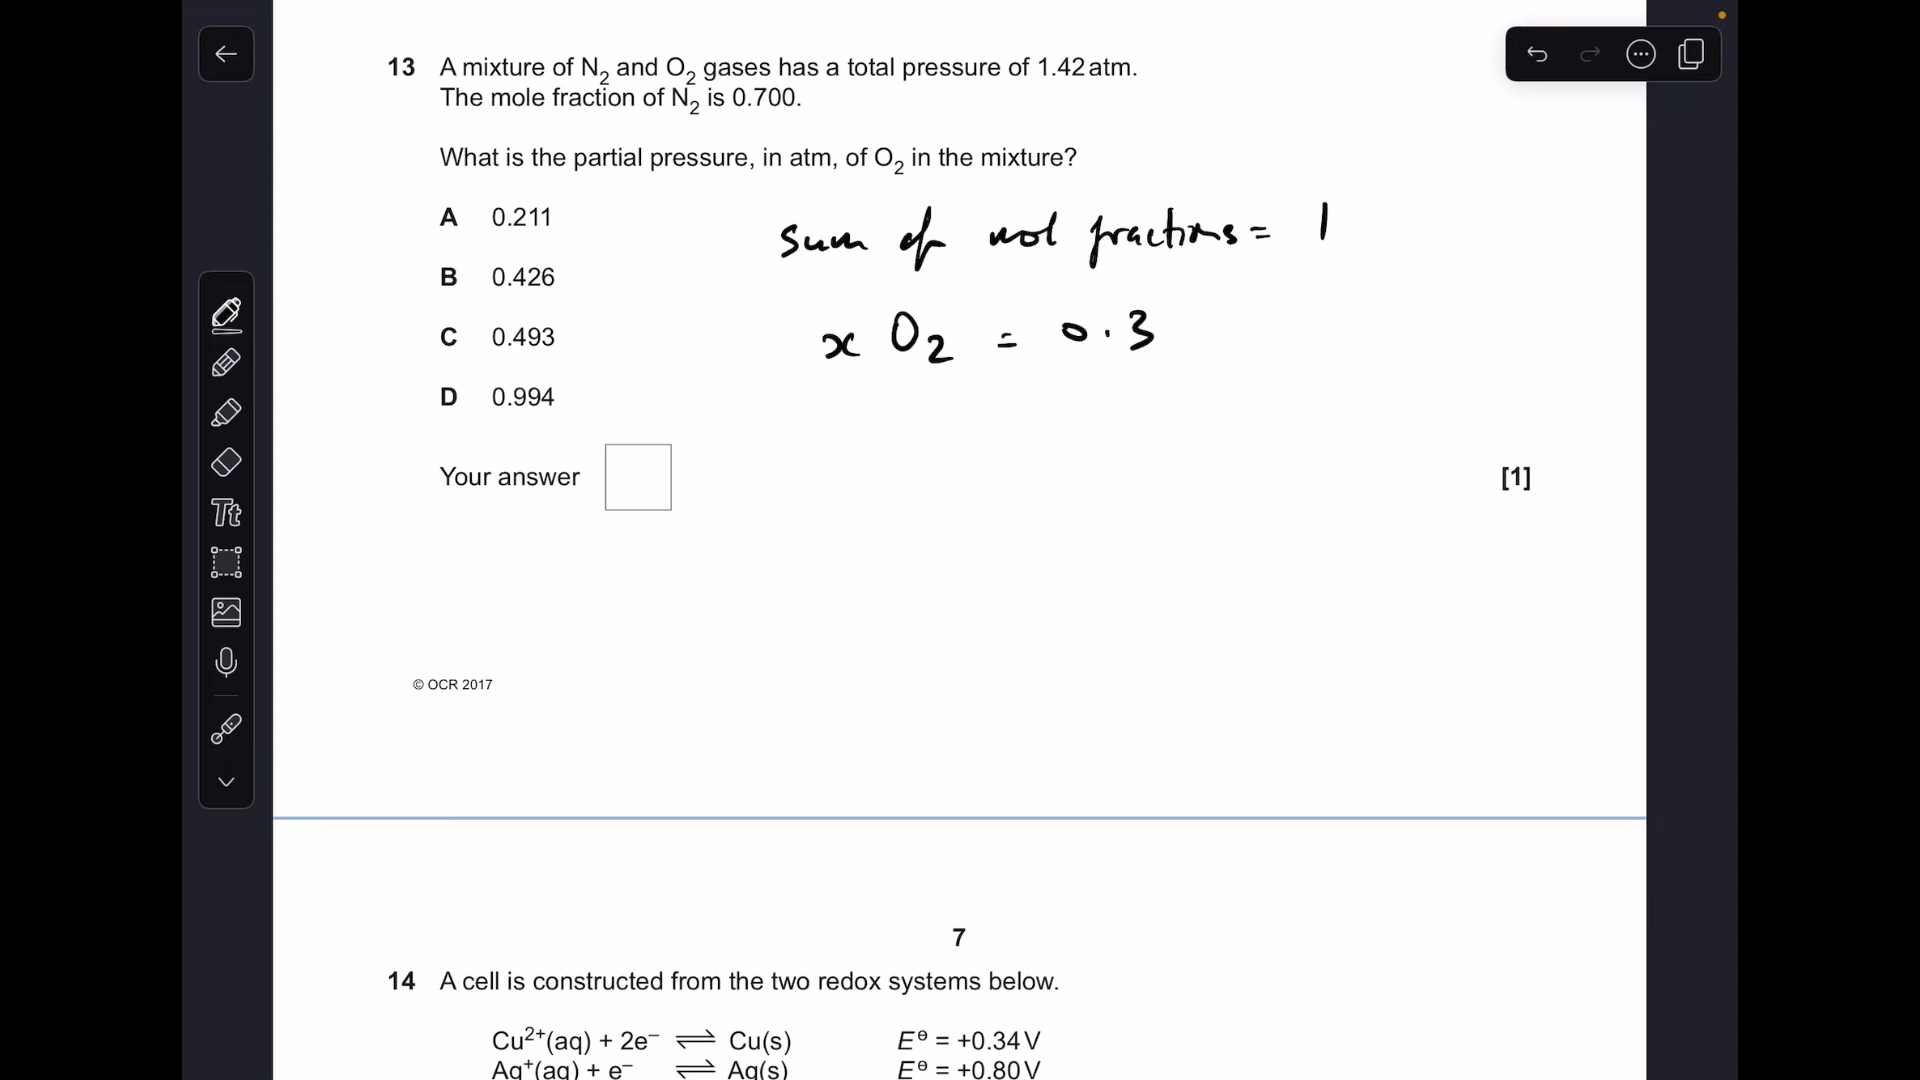 13 A mixture of N₂ and O₂ gases has a total pressure of 1.42 atm.
The mole fraction of N₂ is 0.700.
What is the partial pressure, in atm, of O₂ in the mixture?
A 0.211
B 0.426
C 0.493
D 0.994
sum of mol fractions = 1
x O₂ = 0.3
Your answer
[1]
© OCR 2017
7
14 A cell is constructed from the two redox systems below.
Cu²⁺(aq) + 2e⁻ ⇌ Cu(s) E⦵ = +0.34 V
Ag⁺(aq) + e⁻ ⇌ Ag(s) E⦵ = +0.80 V
Tt